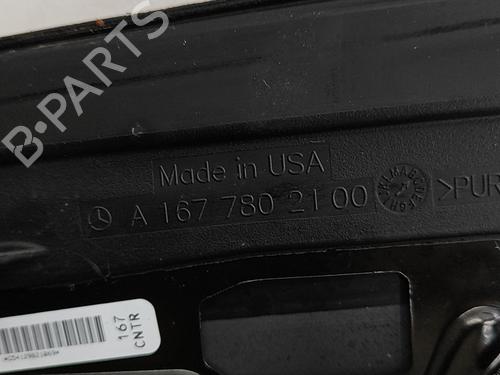 B-PARTS
Made in USA
A 167 780 21 00
>PUR
167
CNTR